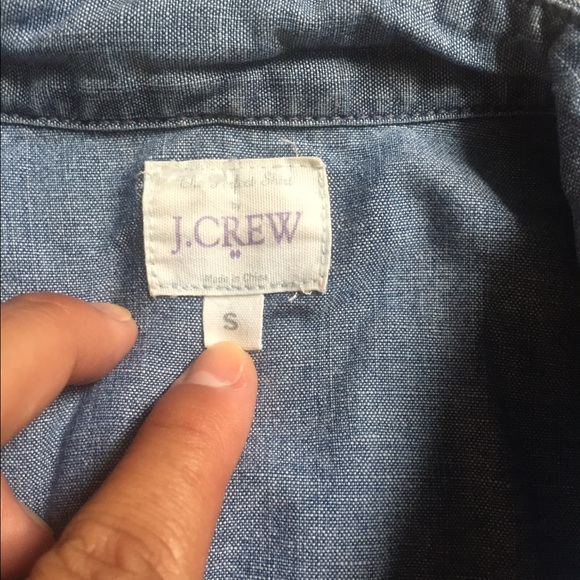 The Perfect Shirt
by
J.CREW
Made in China
S